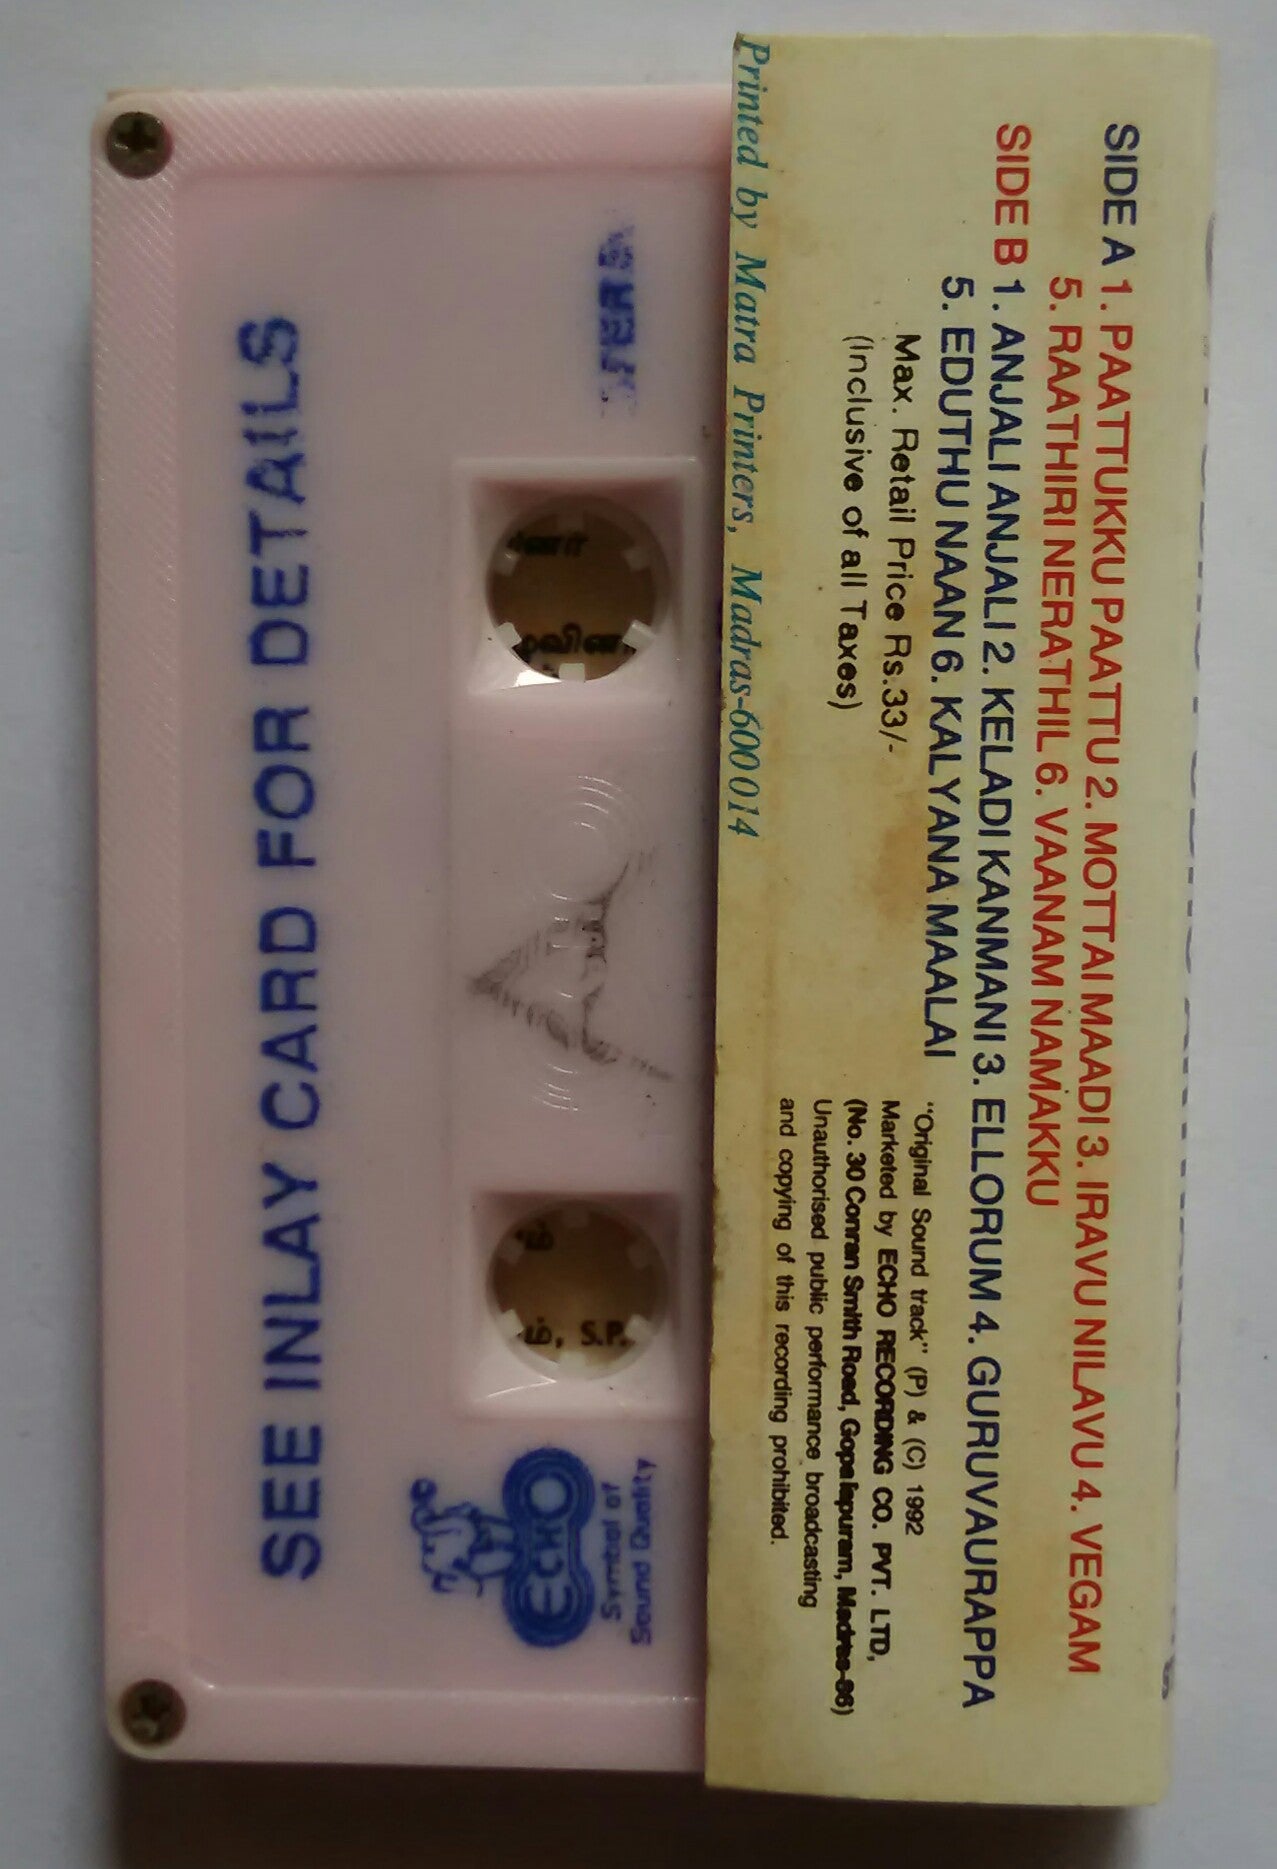 SIDE A 1. PAATTUKKU PAATTU 2. MOTTAI MAADI 3. IRAVU NILAVU 4. VEGAM
5. RAATHIRI NERATHIL 6. VAANAM NAMAKKU
SIDE B 1. ANJALI ANJALI 2. KELADI KANMANI 3. ELLORUM 4. GURUVAURAPPA
5. EDUTHU NAAN 6. KALYANA MAALAI
Max. Retail Price Rs.33/-
(Inclusive of all Taxes)
"Original Sound track" (P) & (C) 1992
Marketed by ECHO RECORDING CO. PVT. LTD,
(No. 30 Conran Smith Road, Gopalapuram, Madras-86)
Unauthorised public performance broadcasting
and copying of this recording prohibited.
Printed by Matra Printers, Madras-600 014
S.P.
ECHO
Symbol of
Sound Quality
SEE INLAY CARD FOR DETAILS